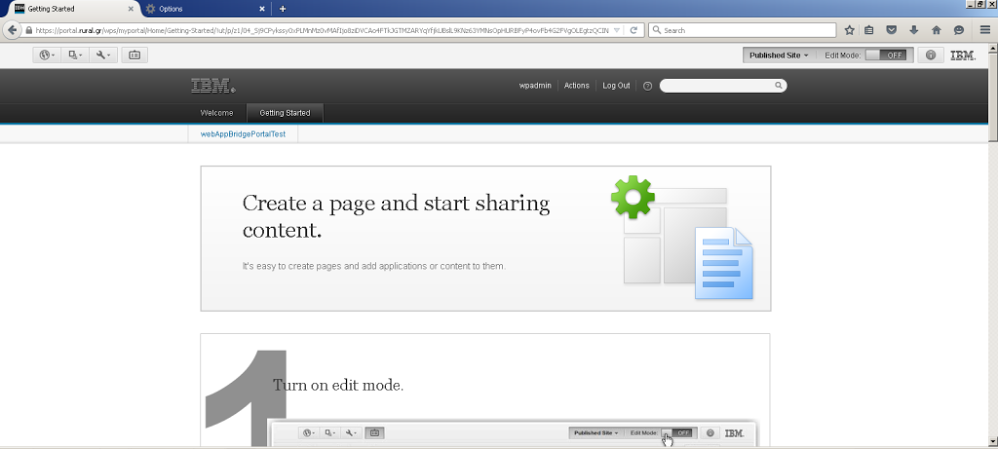 Getting Started
Options
https://portal.rural.gr/wps/myportal/Home/Getting-Started/
Search
Published Site
Edit Mode:
OFF
IBM.
IBM.
wpadmin
Actions
Log Out
Welcome
Getting Started
webAppBridgePortalTest
Create a page and start sharing
content.
It's easy to create pages and add applications or content to them.
1
Turn on edit mode.
Published Site
Edit Mode:
OFF
IBM.